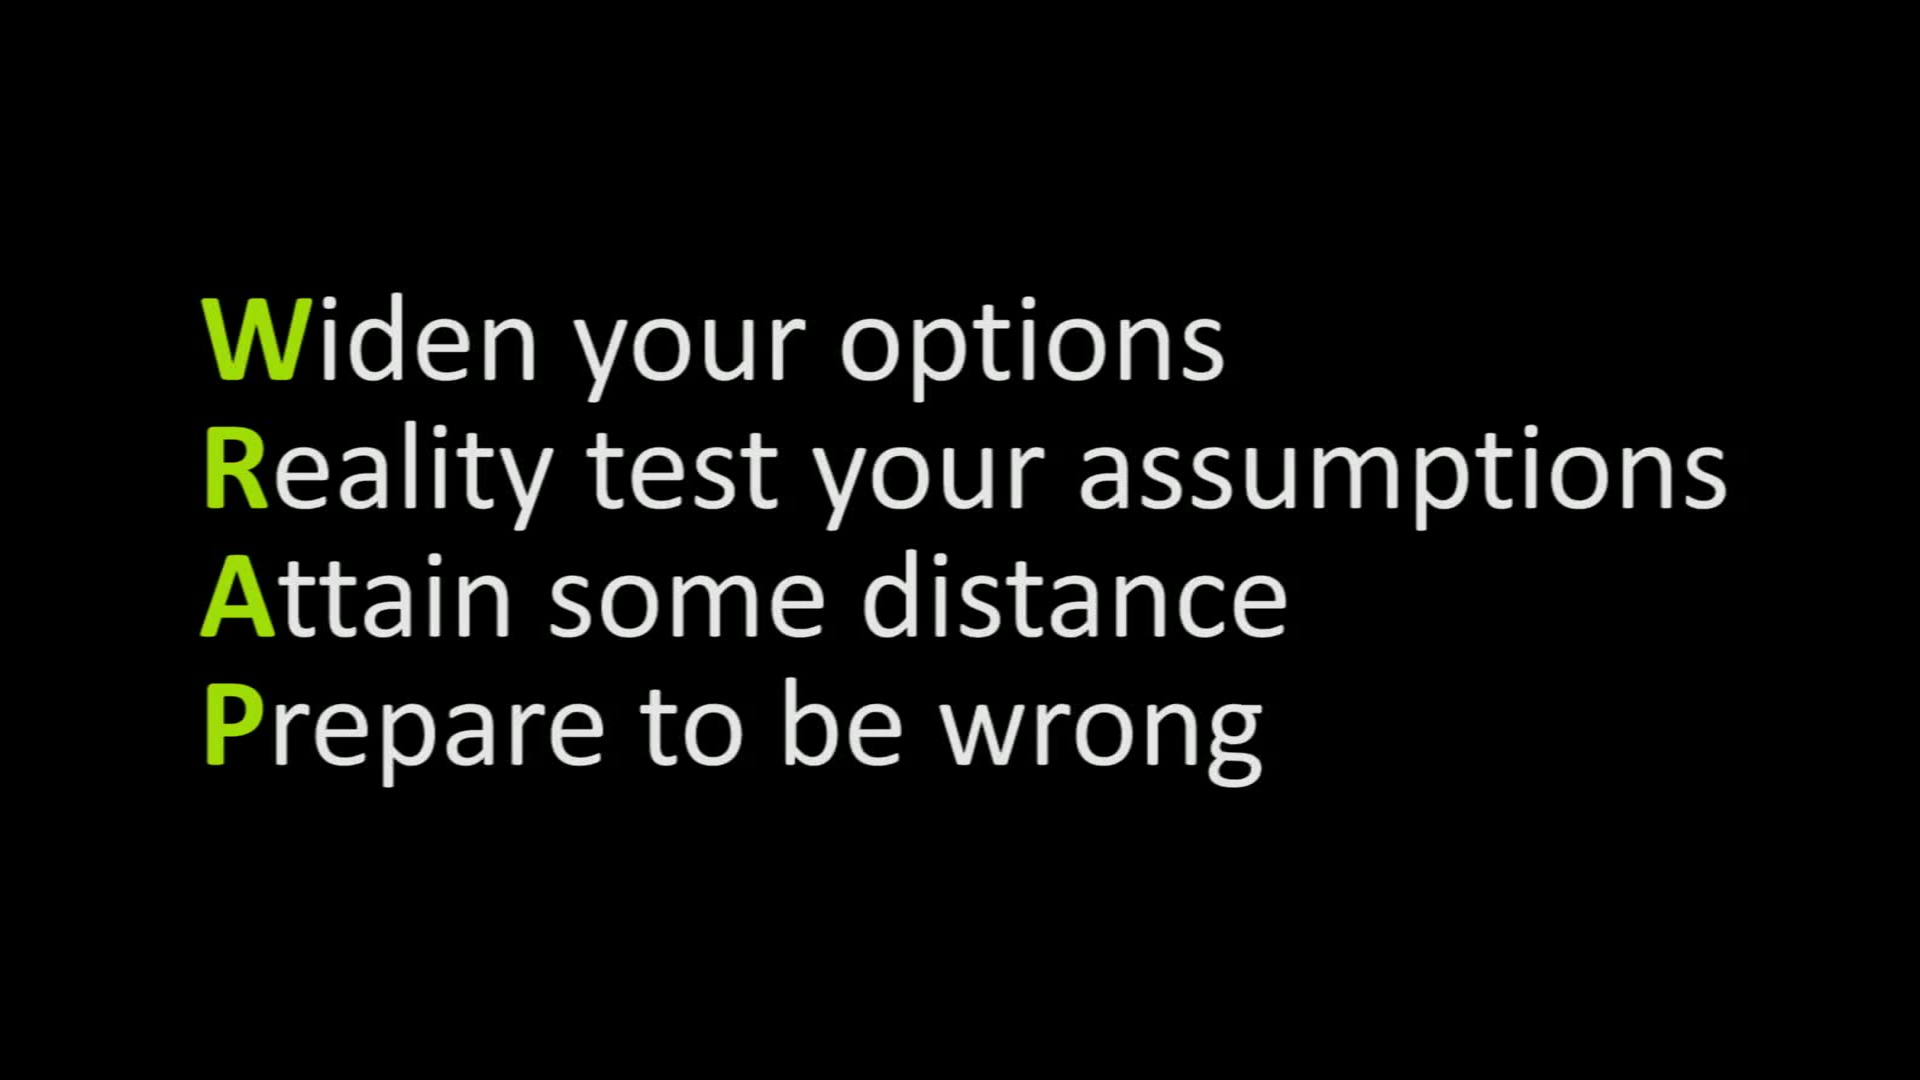 Widen your options
Reality test your assumptions
Attain some distance
Prepare to be wrong